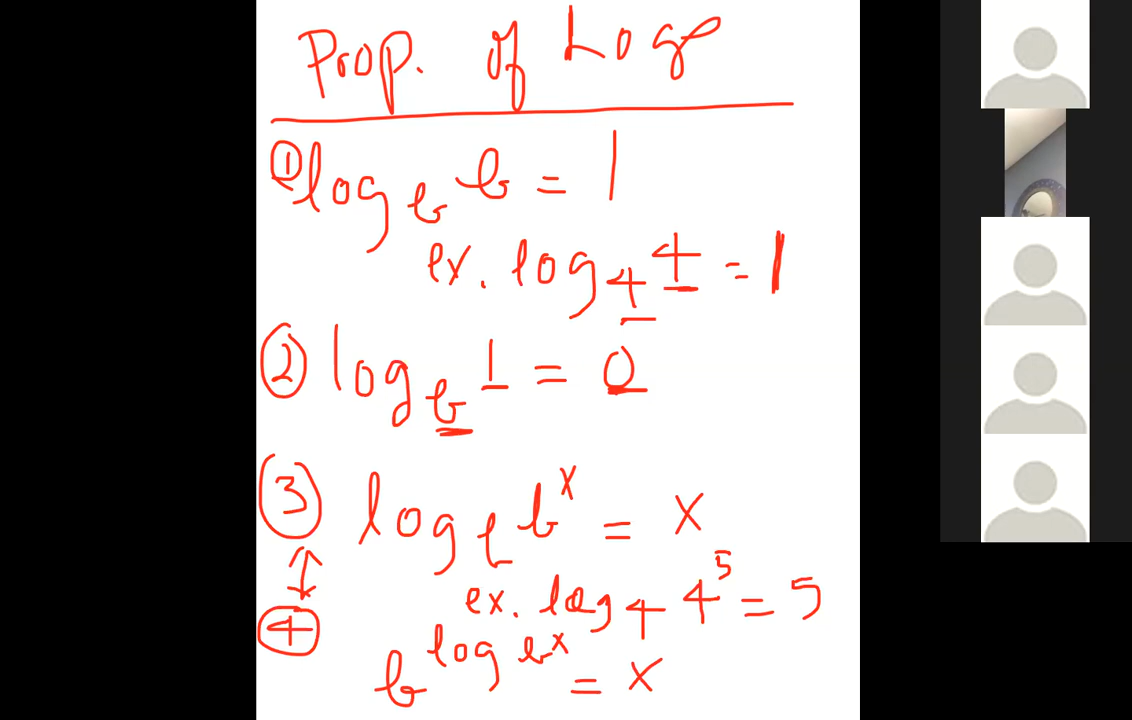 Prop. of Logs
① log_b b = 1
ex. log_4 4 = 1
② log_b 1 = 0
③ log_b b^x = x
↕
ex. log_4 4^5 = 5
④ b^{log_b x} = x